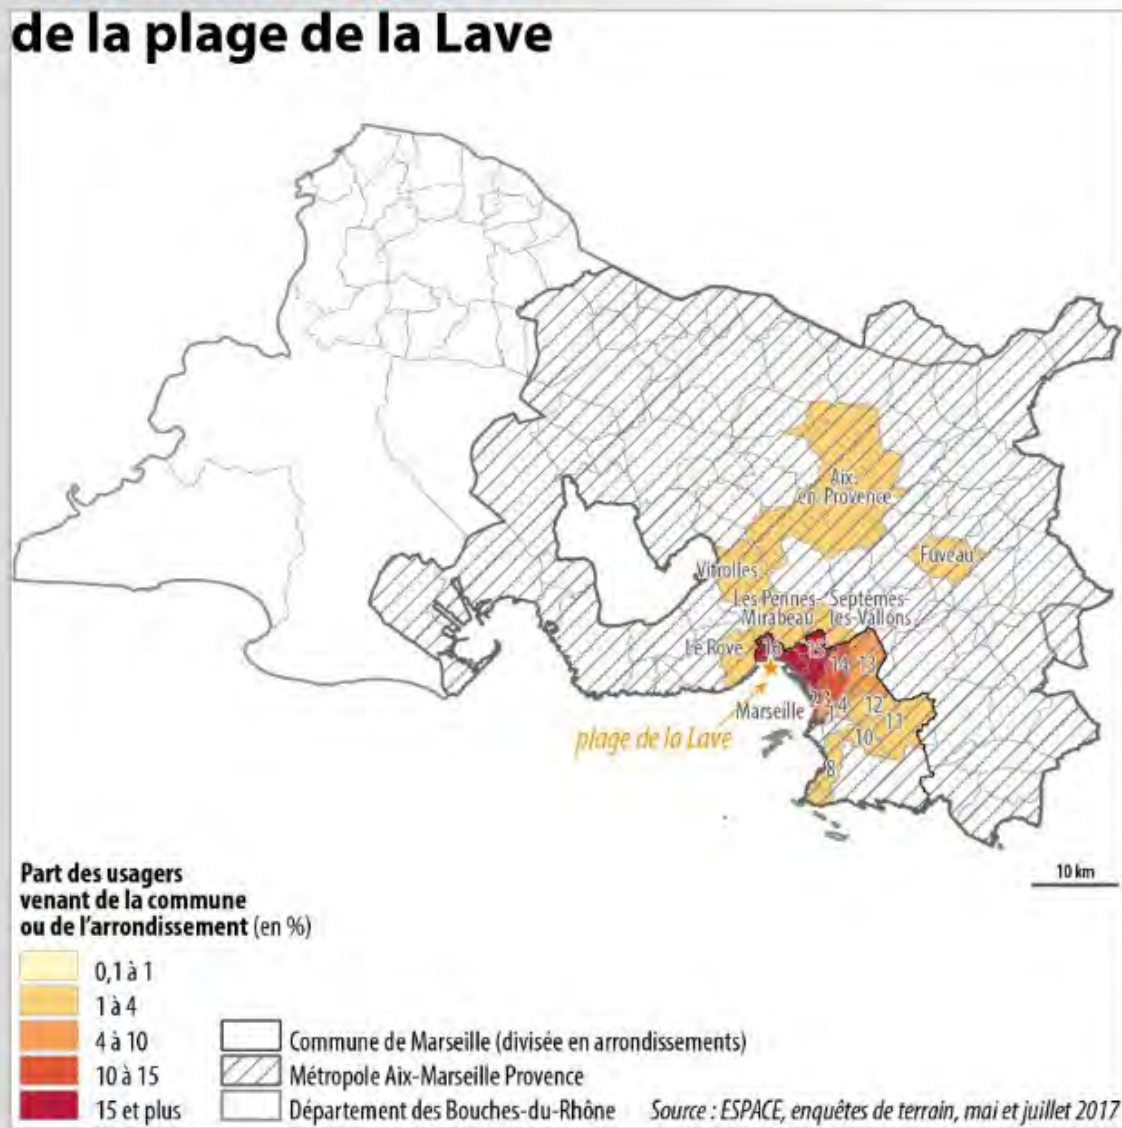 de la plage de la Lave
Aix-
en-Provence
Fuveau
Vitrolles
Les Pennes-
Mirabeau
Septèmes-
les-Vallons
Le Rove
16
15
14
13
2
3
1
4
12
11
10
8
Marseille
plage de la Lave
10 km
Part des usagers
venant de la commune
ou de l'arrondissement (en %)
0,1 à 1
1 à 4
4 à 10
10 à 15
15 et plus
Commune de Marseille (divisée en arrondissements)
Métropole Aix-Marseille Provence
Département des Bouches-du-Rhône
Source : ESPACE, enquêtes de terrain, mai et juillet 2017